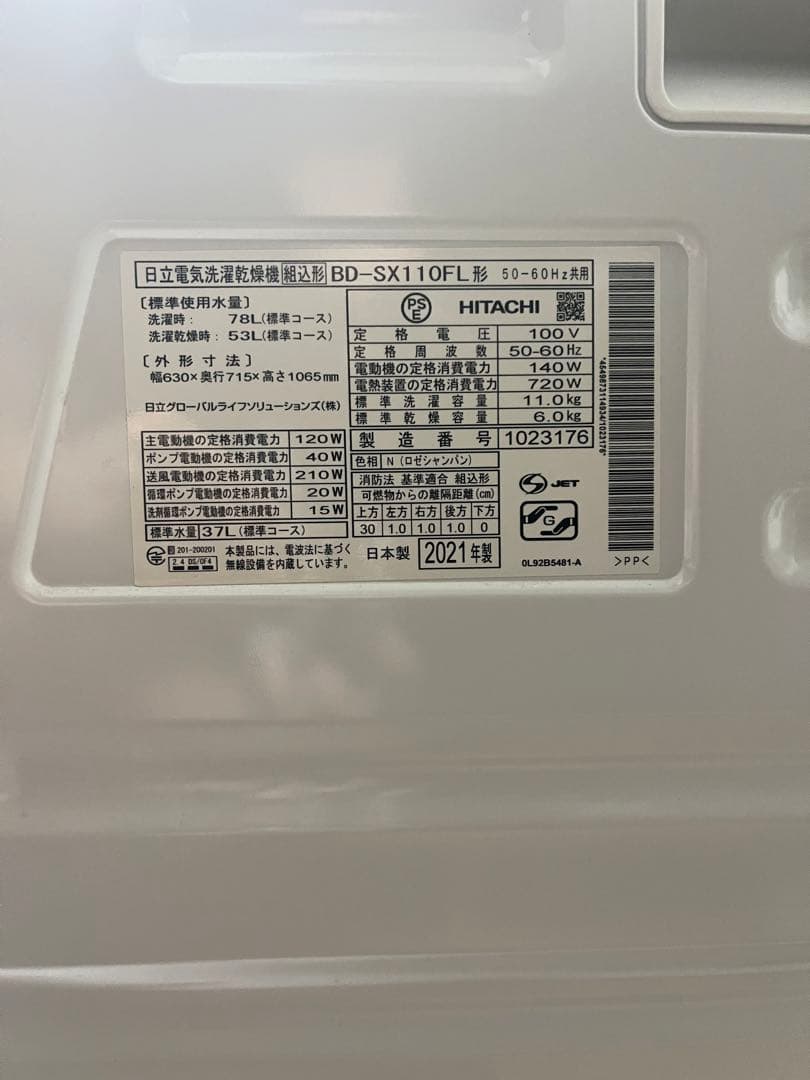 日立電気洗濯乾燥機 組込形 BD-SX110FL形 50-60Hz共用
〔標準使用水量〕
洗濯時： 78L(標準コース)
洗濯乾燥時： 53L(標準コース)
〔外形寸法〕
幅630×奥行715×高さ1065mm
日立グローバルライフソリューションズ(株)
主電動機の定格消費電力 120W
ポンプ電動機の定格消費電力 40W
送風電動機の定格消費電力 210W
循環ポンプ電動機の定格消費電力 20W
洗剤循環ポンプ電動機の定格消費電力 15W
標準水量 37L(標準コース)
201-200201
2.4 DS/OF4
本製品には、電波法に基づく
無線設備を内蔵しています。
PSE HITACHI
定格電圧 100V
定格周波数 50-60Hz
電動機の定格消費電力 140W
電熱装置の定格消費電力 720W
標準洗濯容量 11.0kg
標準乾燥容量 6.0kg
製造番号 1023176
色相 N(ロゼシャンパン)
消防法 基準適合 組込形
可燃物からの離隔距離(cm)
上方 左方 右方 後方 下方
30 1.0 1.0 1.0 0
日本製 2021年製
S JET
G
0L92B5481-A
>PP<